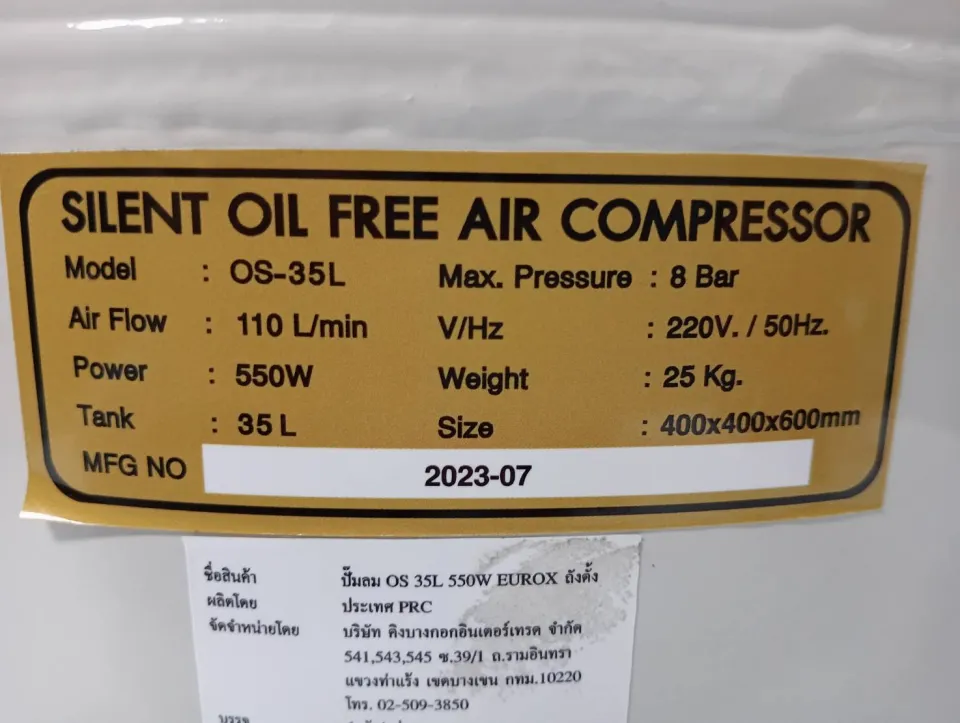 SILENT OIL FREE AIR COMPRESSOR
Model : OS-35L Max. Pressure : 8 Bar
Air Flow : 110 L/min V/Hz : 220V. / 50Hz.
Power : 550W Weight : 25 Kg.
Tank : 35 L Size : 400x400x600mm
MFG NO 2023-07
ชื่อสินค้า ปั๊มลม OS 35L 550W EUROX ถังตั้ง
ผลิตโดย ประเทศ PRC
จัดจำหน่ายโดย บริษัท คิงบางกอกอินเตอร์เทรด จำกัด
541,543,545 ซ.39/1 ถ.รามอินทรา
แขวงท่าแร้ง เขตบางเขน กทม.10220
โทร. 02-509-3850